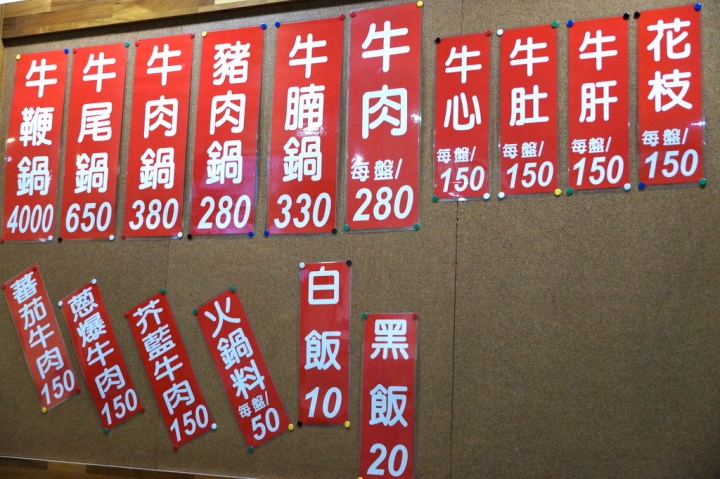 牛鞭鍋 4000
牛尾鍋 650
牛肉鍋 380
豬肉鍋 280
牛腩鍋 330
牛肉 每盤/ 280
牛心 每盤/ 150
牛肚 每盤/ 150
牛肝 每盤/ 150
花枝 每盤/ 150
蕃茄牛肉 150
蔥爆牛肉 150
芥藍牛肉 150
火鍋料 每盤/ 50
白飯 10
黑飯 20